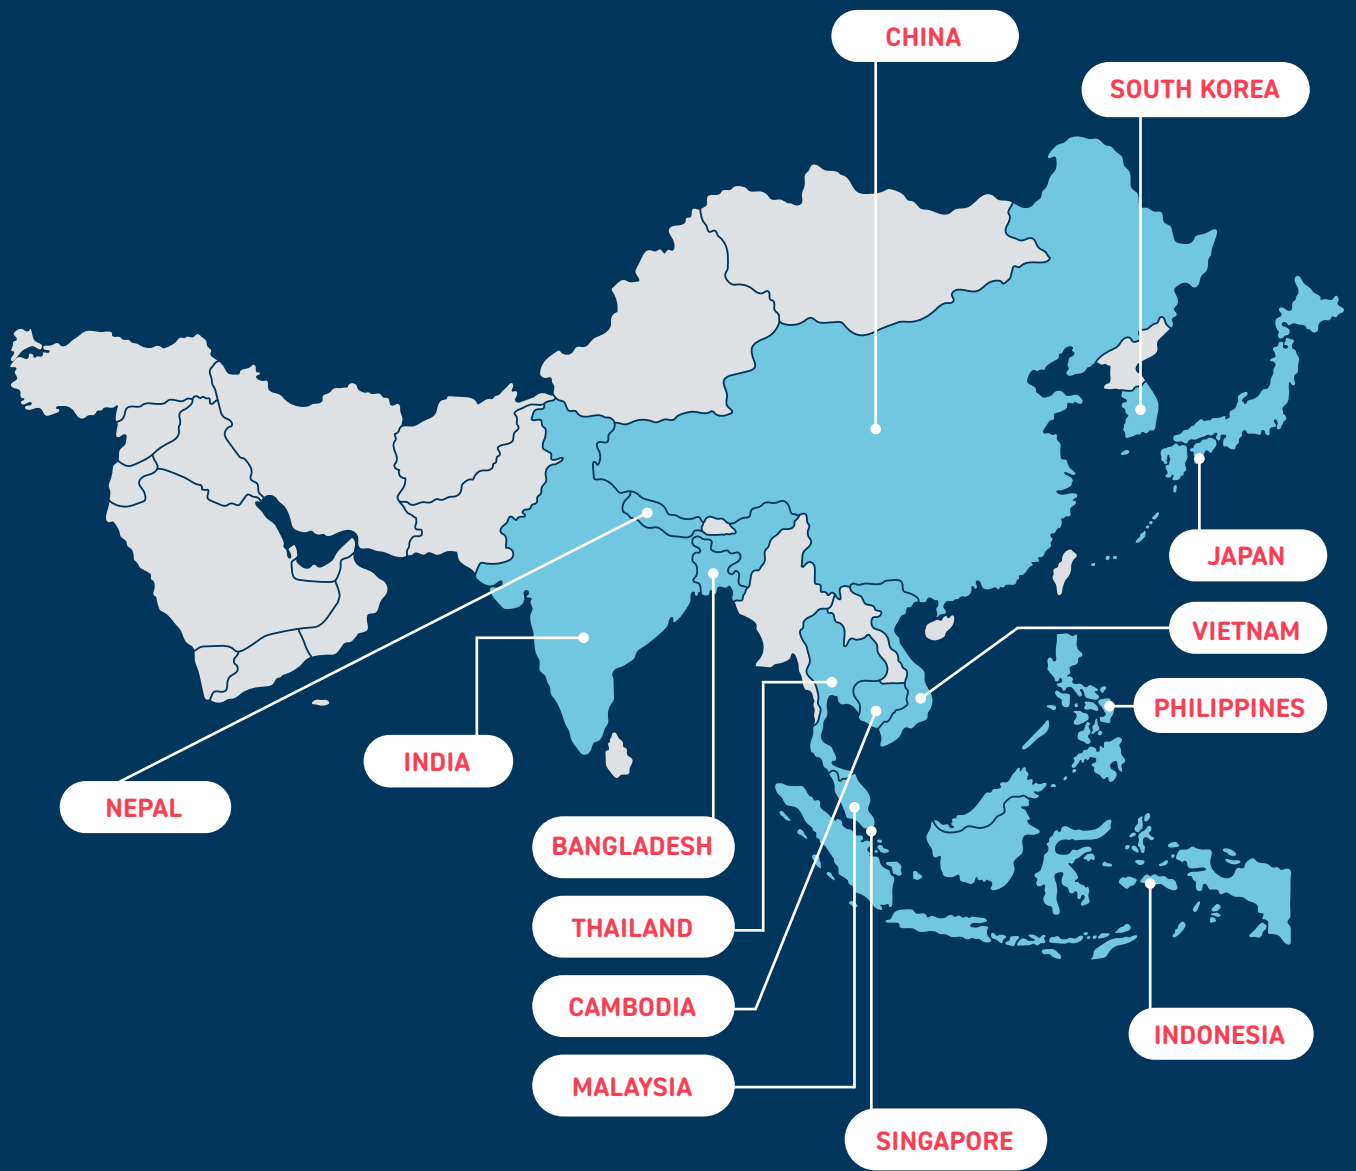 CHINA
SOUTH KOREA
JAPAN
VIETNAM
PHILIPPINES
INDIA
NEPAL
BANGLADESH
THAILAND
CAMBODIA
INDONESIA
MALAYSIA
SINGAPORE